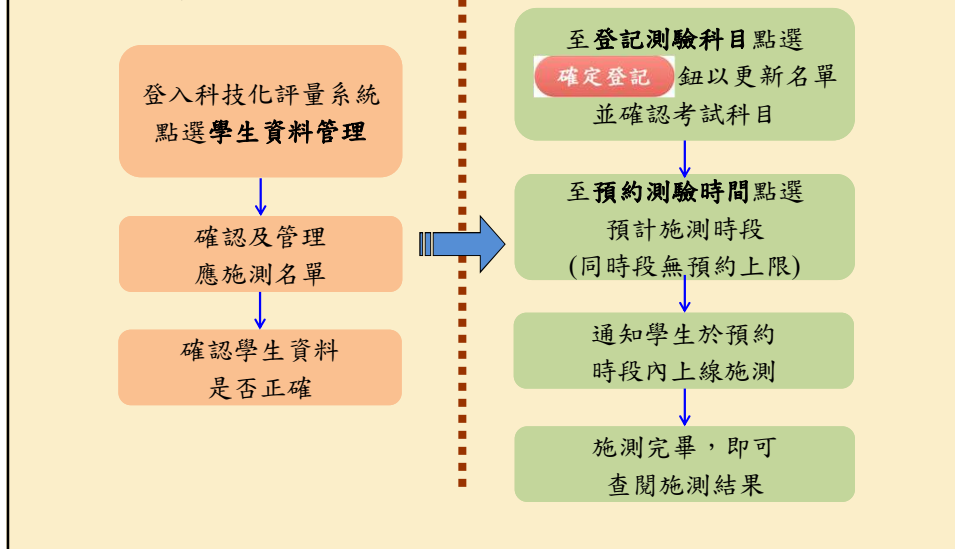 登入科技化評量系統
點選學生資料管理
確認及管理
應施測名單
確認學生資料
是否正確
至登記測驗科目點選
確定登記 鈕以更新名單
並確認考試科目
至預約測驗時間點選
預計施測時段
(同時段無預約上限)
通知學生於預約
時段內上線施測
施測完畢，即可
查閱施測結果